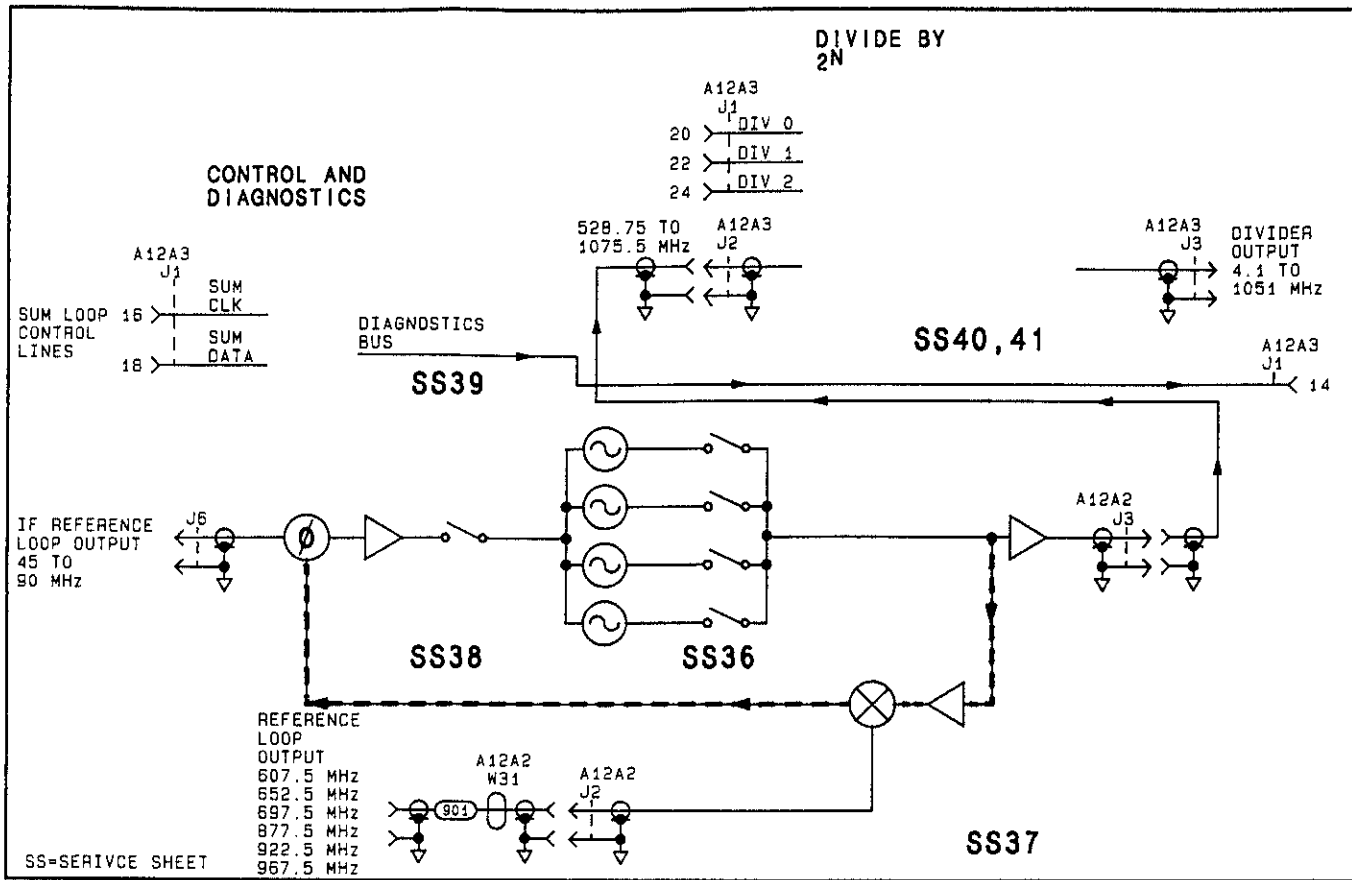 DIVIDE BY
2N
A12A3
J1
20 DIV 0
22 DIV 1
24 DIV 2
CONTROL AND
DIAGNOSTICS
528.75 TO
1075.5 MHz
A12A3
J2
A12A3
J3
DIVIDER
OUTPUT
4.1 TO
1051 MHz
A12A3
J1
SUM LOOP
CONTROL
LINES
16 SUM
CLK
18 SUM
DATA
DIAGNOSTICS
BUS
SS39
SS40,41
A12A3
J1
14
IF REFERENCE
LOOP OUTPUT
45 TO
90 MHz
J6
Ø
A12A2
J3
SS38
SS36
REFERENCE
LOOP
OUTPUT
607.5 MHz
652.5 MHz
697.5 MHz
877.5 MHz
922.5 MHz
967.5 MHz
901
A12A2
W31
A12A2
J2
SS37
SS=SERIVCE SHEET